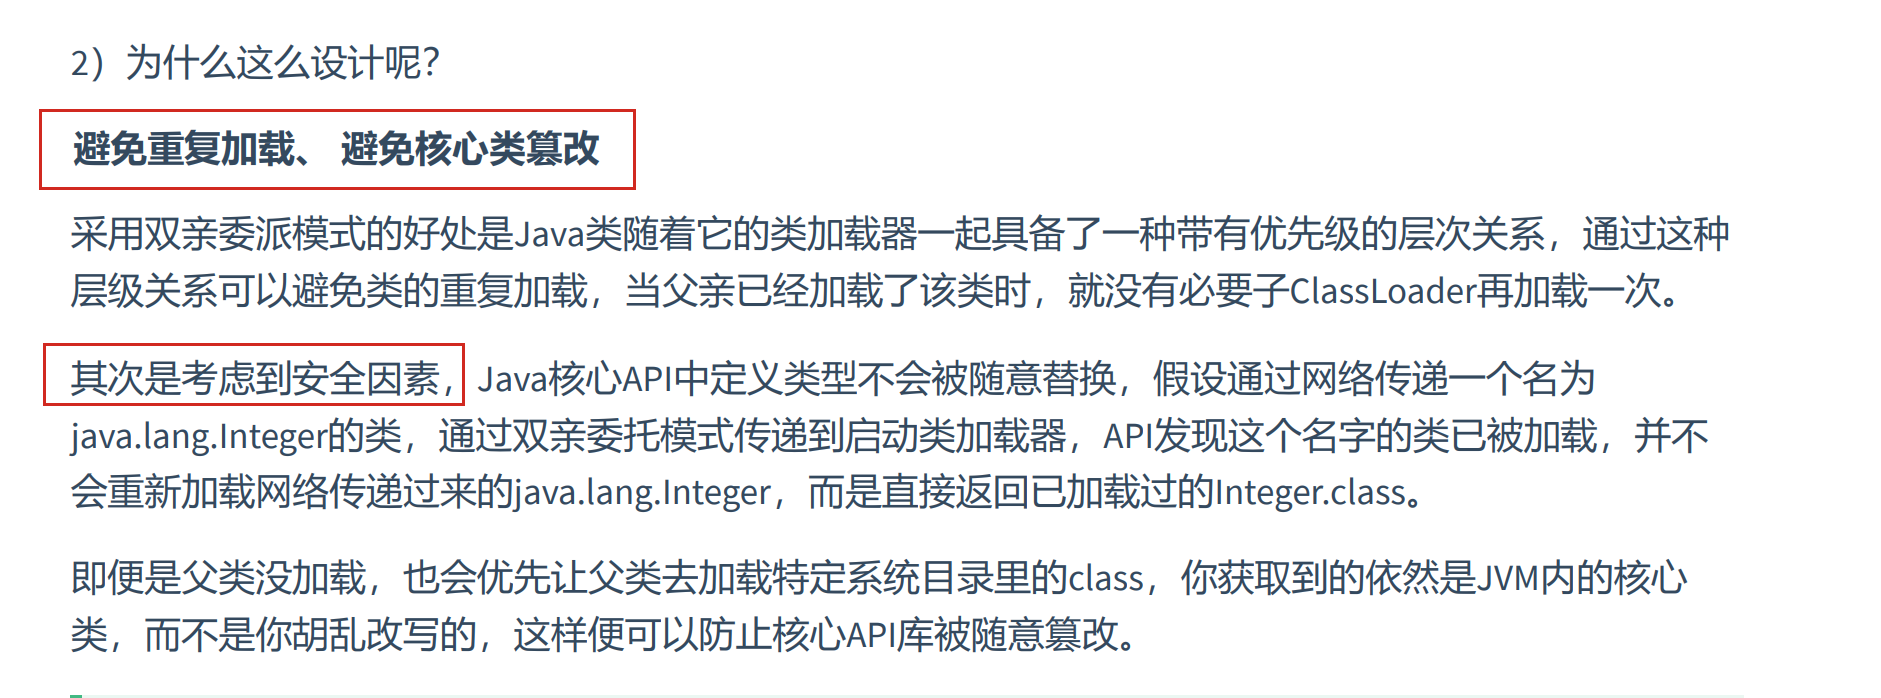 2）为什么这么设计呢？
避免重复加载、 避免核心类篡改
采用双亲委派模式的好处是Java类随着它的类加载器一起具备了一种带有优先级的层次关系，通过这种
层级关系可以避免类的重复加载，当父亲已经加载了该类时，就没有必要子ClassLoader再加载一次。
其次是考虑到安全因素，Java核心API中定义类型不会被随意替换，假设通过网络传递一个名为
java.lang.Integer的类，通过双亲委托模式传递到启动类加载器，API发现这个名字的类已被加载，并不
会重新加载网络传递过来的java.lang.Integer，而是直接返回已加载过的Integer.class。
即便是父类没加载，也会优先让父类去加载特定系统目录里的class，你获取到的依然是JVM内的核心
类，而不是你胡乱改写的，这样便可以防止核心API库被随意篡改。